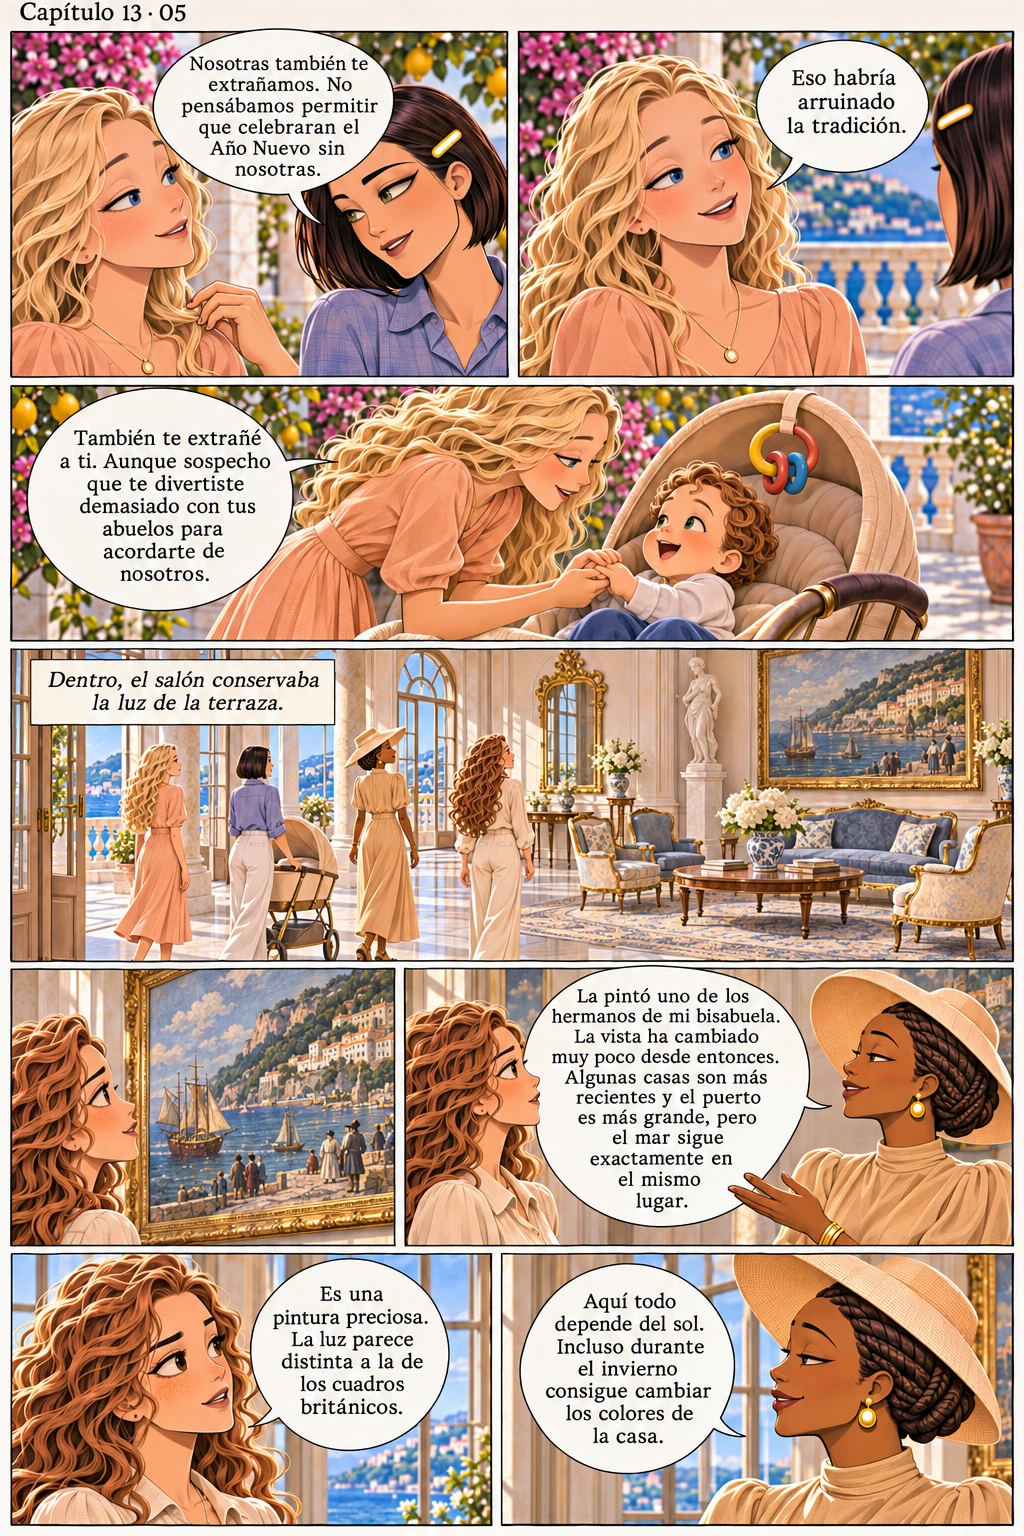 Capítulo 13 · 05
Nosotras también te
extrañamos. No
pensábamos permitir
que celebraran el
Año Nuevo sin
nosotras.
Eso habría
arruinado
la tradición.
También te extrañé
a ti. Aunque sospecho
que te divertiste
demasiado con tus
abuelos para
acordarte de
nosotros.
Dentro, el salón conservaba
la luz de la terraza.
La pintó uno de los
hermanos de mi bisabuela.
La vista ha cambiado
muy poco desde entonces.
Algunas casas son más
recientes y el puerto
es más grande, pero
el mar sigue
exactamente en
el mismo
lugar.
Es una
pintura preciosa.
La luz parece
distinta a la de
los cuadros
británicos.
Aquí todo
depende del sol.
Incluso durante
el invierno
consigue cambiar
los colores de
la casa.